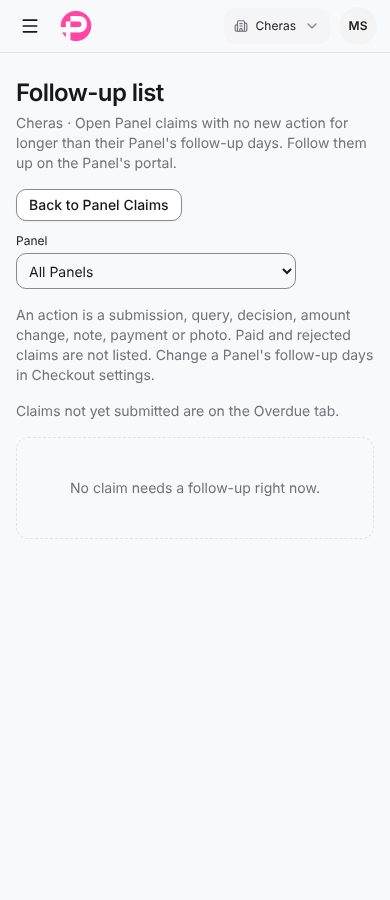 Cheras
MS
Follow-up list
Cheras · Open Panel claims with no new action for
longer than their Panel's follow-up days. Follow them
up on the Panel's portal.
Back to Panel Claims
Panel
All Panels
An action is a submission, query, decision, amount
change, note, payment or photo. Paid and rejected
claims are not listed. Change a Panel's follow-up days
in Checkout settings.
Claims not yet submitted are on the Overdue tab.
No claim needs a follow-up right now.